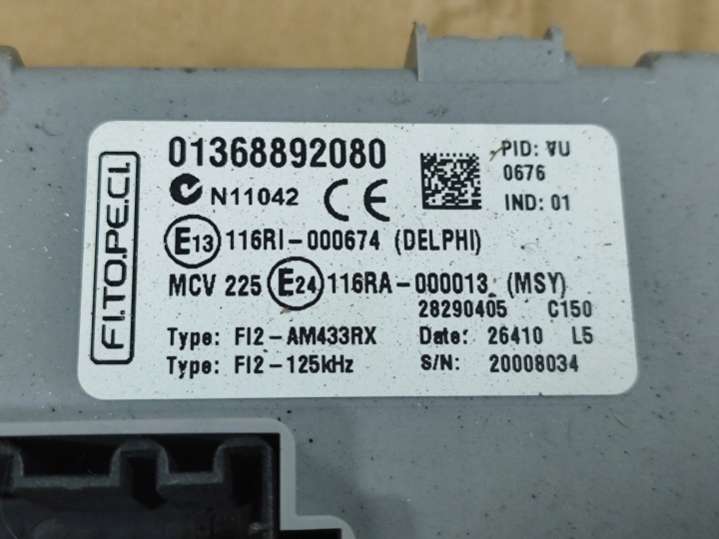 FI.TO.PE.C.I.
01368892080
N11042 CE
PID: VU
0676
IND: 01
E13 116RI-000674 (DELPHI)
MCV 225 E24 116RA-000013 (MSY)
28290405 C150
Type: FI2-AM433RX Date: 26410 L5
Type: FI2-125kHz S/N: 20008034